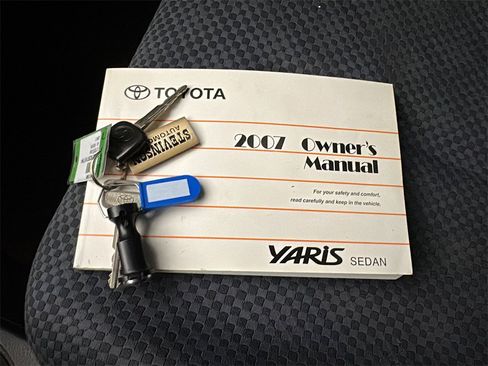 TOYOTA
2007 Owner's
Manual
For your safety and comfort,
read carefully and keep in the vehicle.
YARIS SEDAN
STEVINSON
AUTOMO